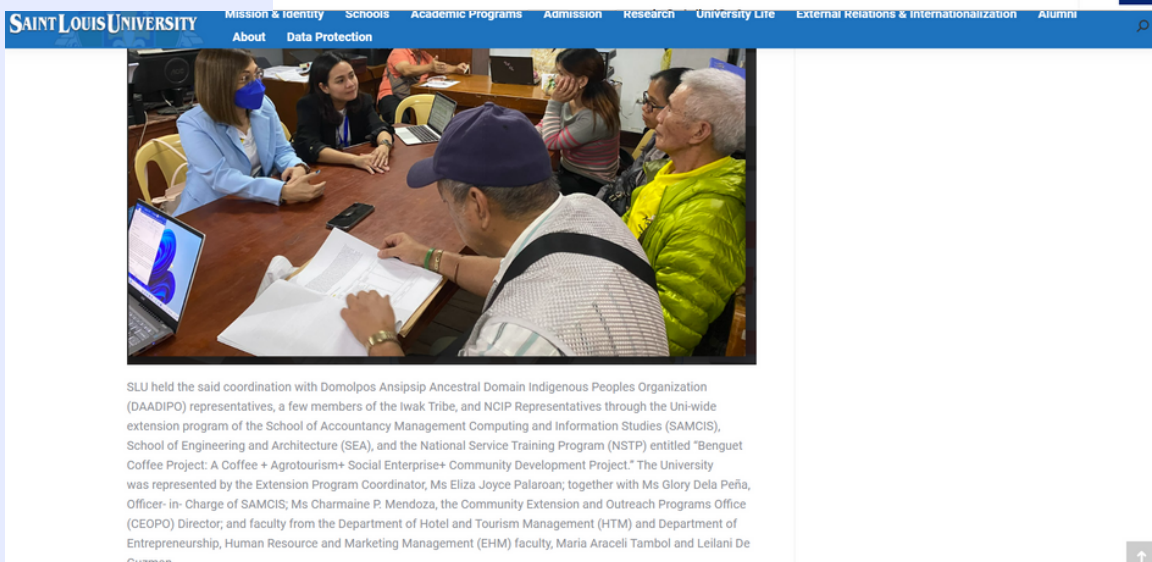 SAINT LOUIS UNIVERSITY
Mission & Identity Schools Academic Programs Admission Research University Life External Relations & Internationalization Alumni
About Data Protection
SLU held the said coordination with Domolpos Ansipsip Ancestral Domain Indigenous Peoples Organization
(DAADIPO) representatives, a few members of the Iwak Tribe, and NCIP Representatives through the Uni-wide
extension program of the School of Accountancy Management Computing and Information Studies (SAMCIS),
School of Engineering and Architecture (SEA), and the National Service Training Program (NSTP) entitled “Benguet
Coffee Project: A Coffee + Agrotourism+ Social Enterprise+ Community Development Project.” The University
was represented by the Extension Program Coordinator, Ms Eliza Joyce Palaroan; together with Ms Glory Dela Peña,
Officer- in- Charge of SAMCIS; Ms Charmaine P. Mendoza, the Community Extension and Outreach Programs Office
(CEOPO) Director; and faculty from the Department of Hotel and Tourism Management (HTM) and Department of
Entrepreneurship, Human Resource and Marketing Management (EHM) faculty, Maria Araceli Tambol and Leilani De
Guzman